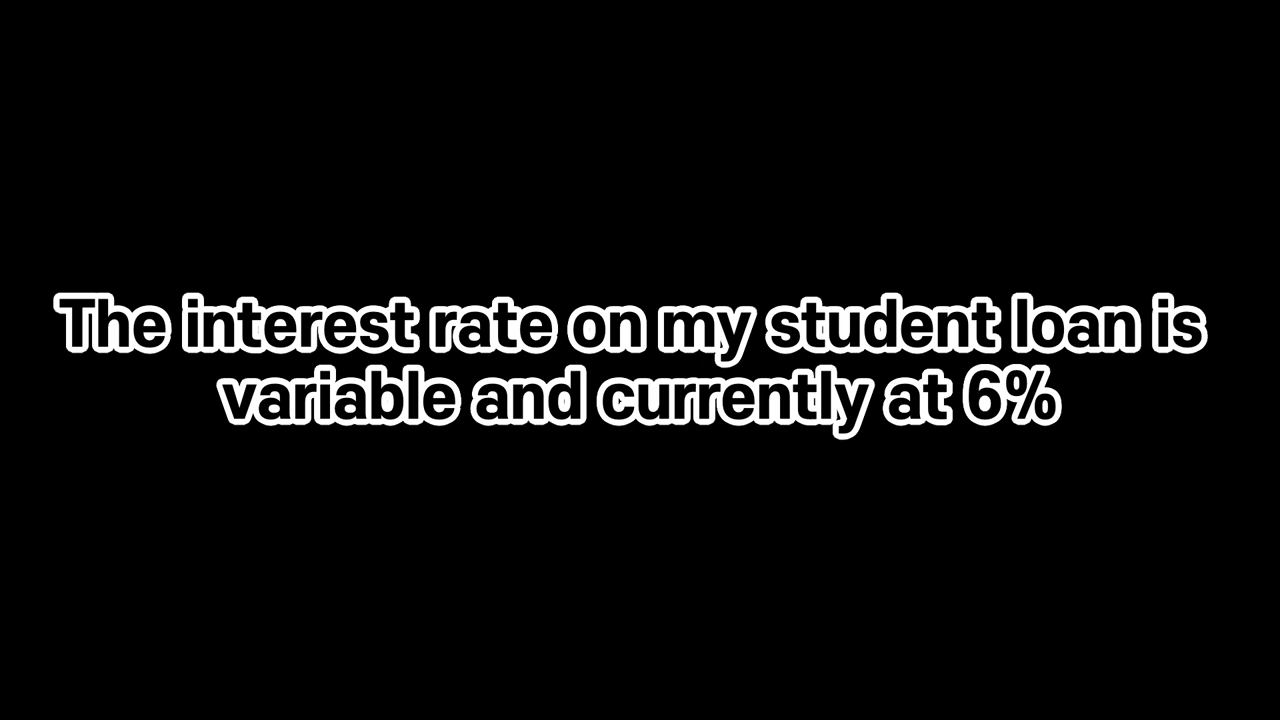 The interest rate on my student loan is
variable and currently at 6%